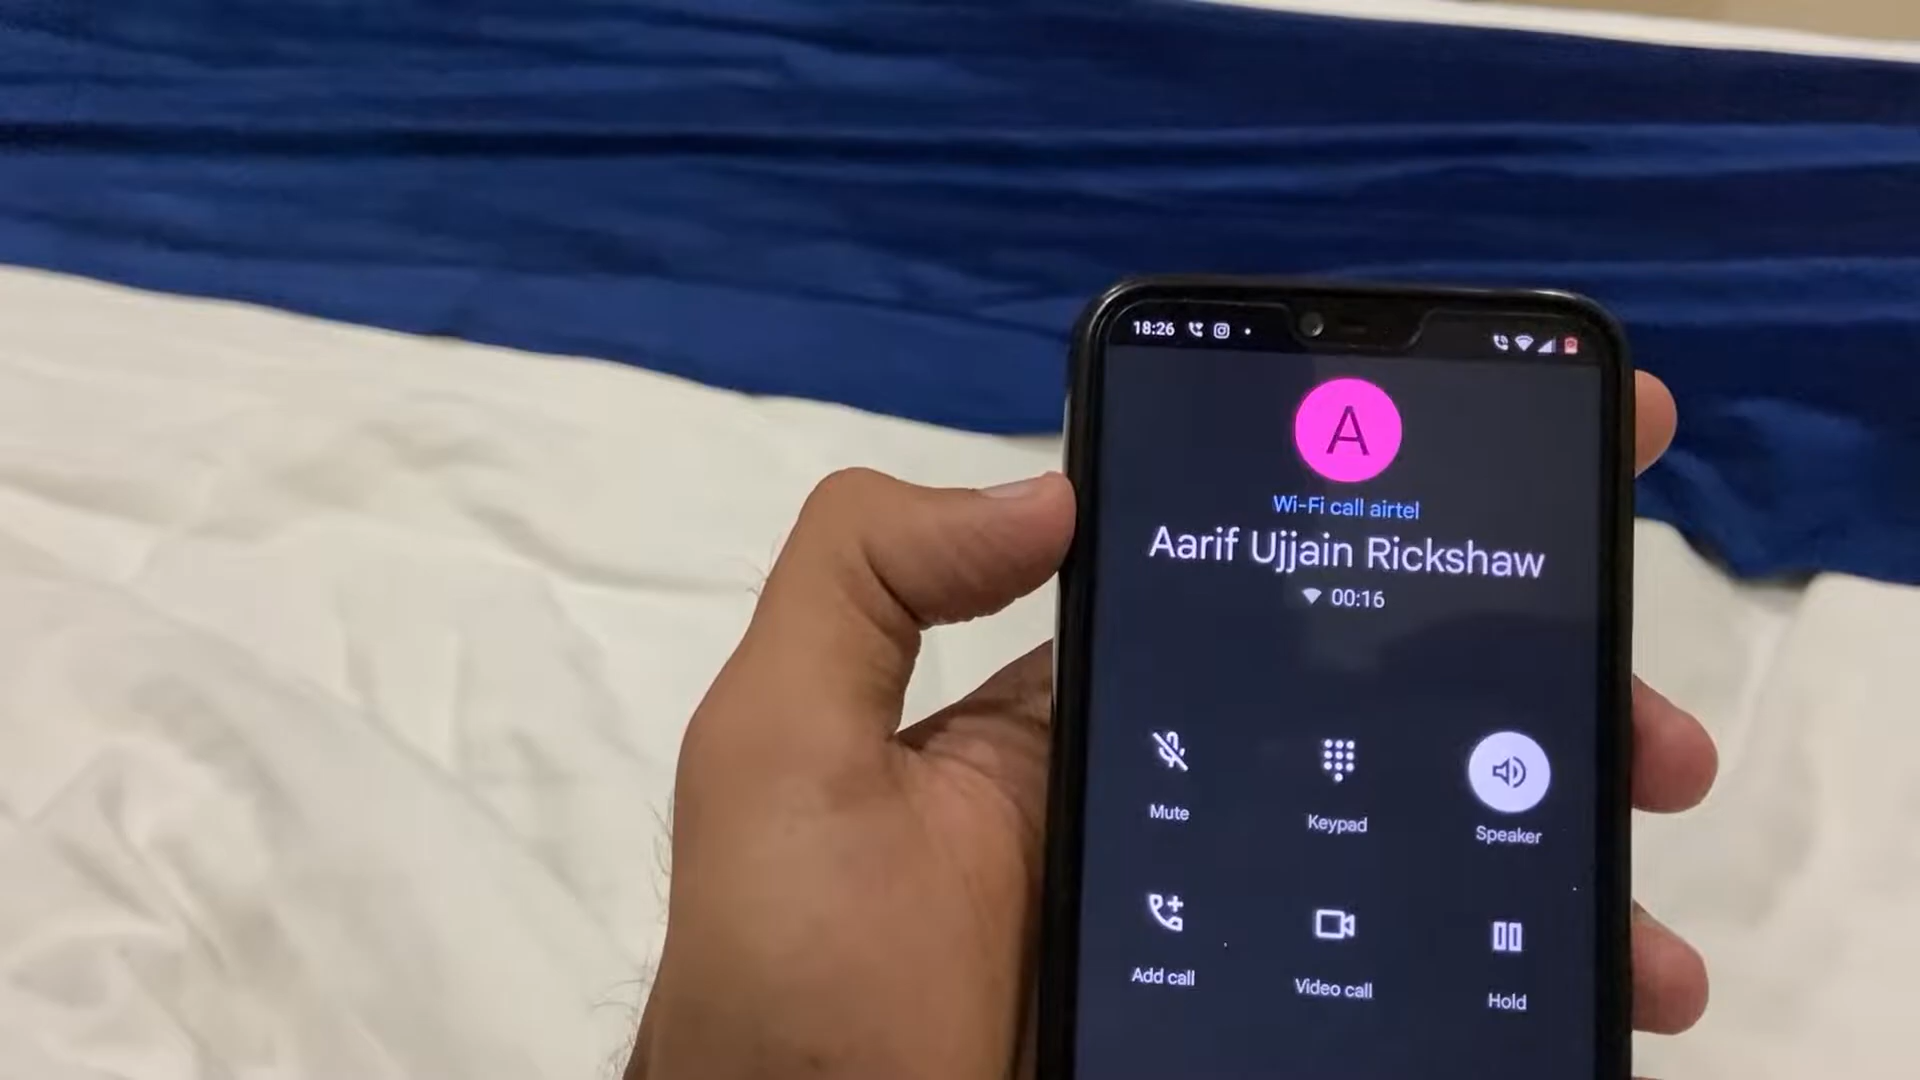 18:26
A
Wi-Fi call airtel
Aarif Ujjain Rickshaw
00:16
Mute
Keypad
Speaker
Add call
Video call
Hold